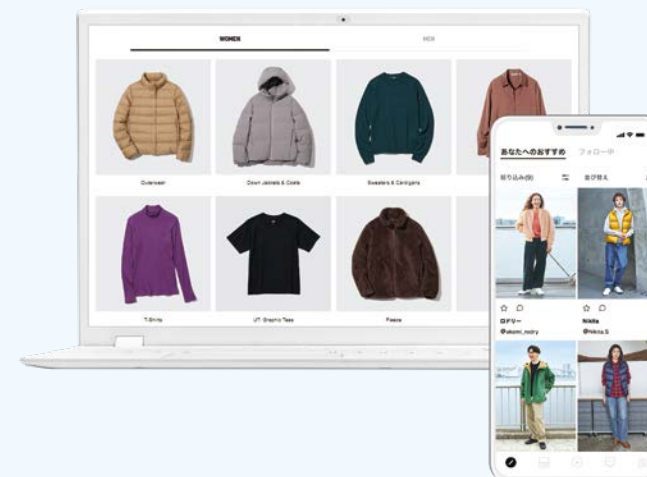 WOMEN
MEN
Outerwear
Down Jackets & Coats
Sweaters & Cardigans
T-Shirts
UT: Graphic Tees
Fleece
あなたへのおすすめ
フォロー中
絞り込み(9)
並び替え
ロドリー
@akemi_rodry
Nikita
@Nikita.S